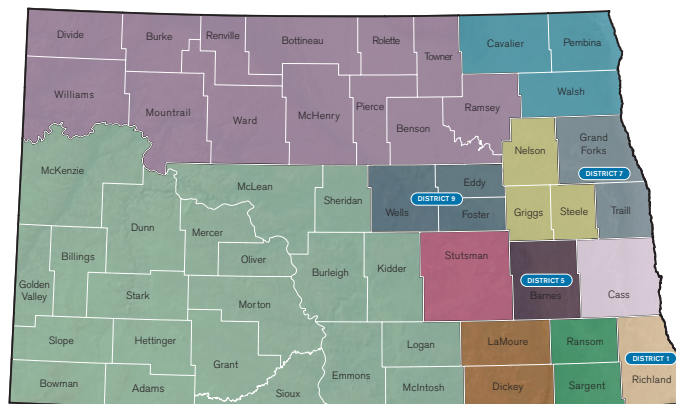 Divide
Burke
Renville
Bottineau
Rolette
Towner
Cavalier
Pembina
Williams
Mountrail
Ward
McHenry
Pierce
Benson
Ramsey
Walsh
Nelson
Grand
Forks
DISTRICT 7
McKenzie
McLean
Sheridan
Wells
DISTRICT 9
Eddy
Foster
Griggs
Steele
Traill
Dunn
Mercer
Oliver
Billings
Golden
Valley
Stark
Morton
Burleigh
Kidder
Stutsman
DISTRICT 5
Barnes
Cass
Slope
Hettinger
Grant
Emmons
Logan
LaMoure
Ransom
DISTRICT 1
Richland
Bowman
Adams
Sioux
McIntosh
Dickey
Sargent